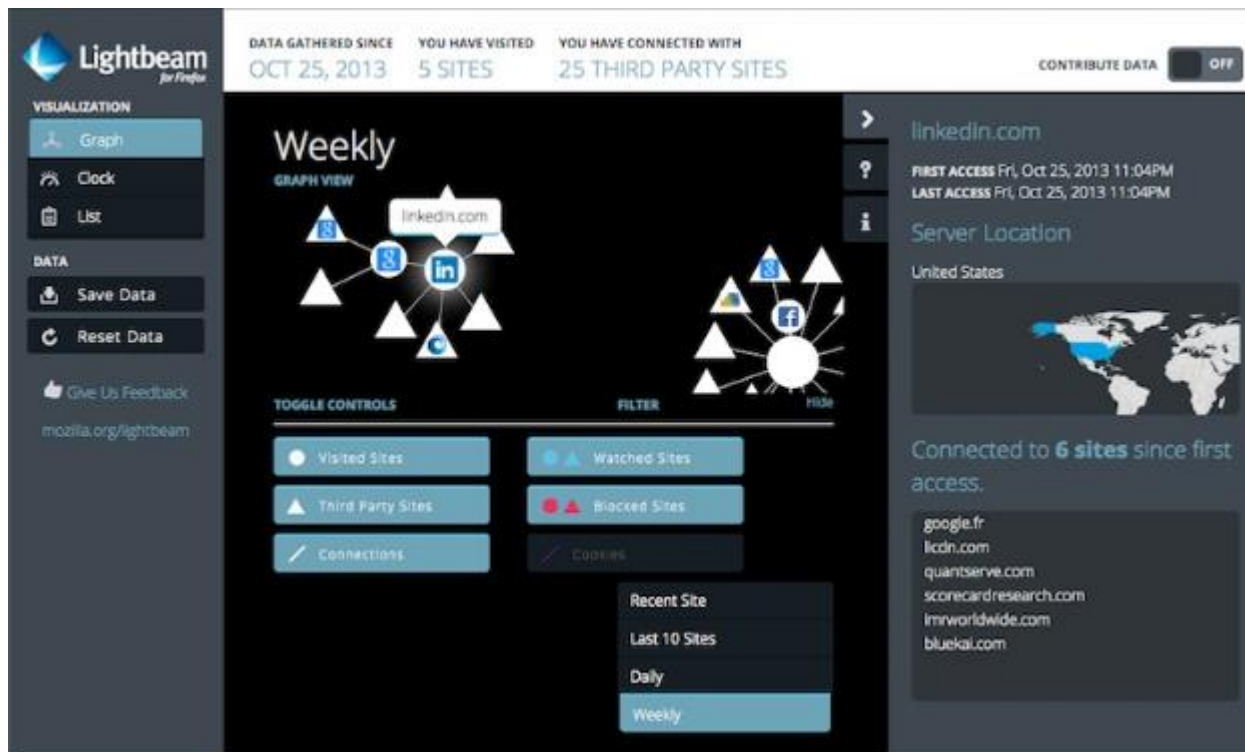 Lightbeam
for Firefox
DATA GATHERED SINCE
OCT 25, 2013
YOU HAVE VISITED
5 SITES
YOU HAVE CONNECTED WITH
25 THIRD PARTY SITES
CONTRIBUTE DATA OFF
VISUALIZATION
Graph
Clock
List
DATA
Save Data
Reset Data
Give Us Feedback
mozilla.org/lightbeam
Weekly
GRAPH VIEW
linkedin.com
TOGGLE CONTROLS
FILTER
Hide
Visited Sites
Third Party Sites
Connections
Watched Sites
Blocked Sites
Cookies
Recent Site
Last 10 Sites
Daily
Weekly
linkedin.com
FIRST ACCESS Fri, Oct 25, 2013 11:04PM
LAST ACCESS Fri, Oct 25, 2013 11:04PM
Server Location
United States
Connected to 6 sites since first
access.
google.fr
licdn.com
quantserve.com
scorecardresearch.com
imrworldwide.com
bluekai.com